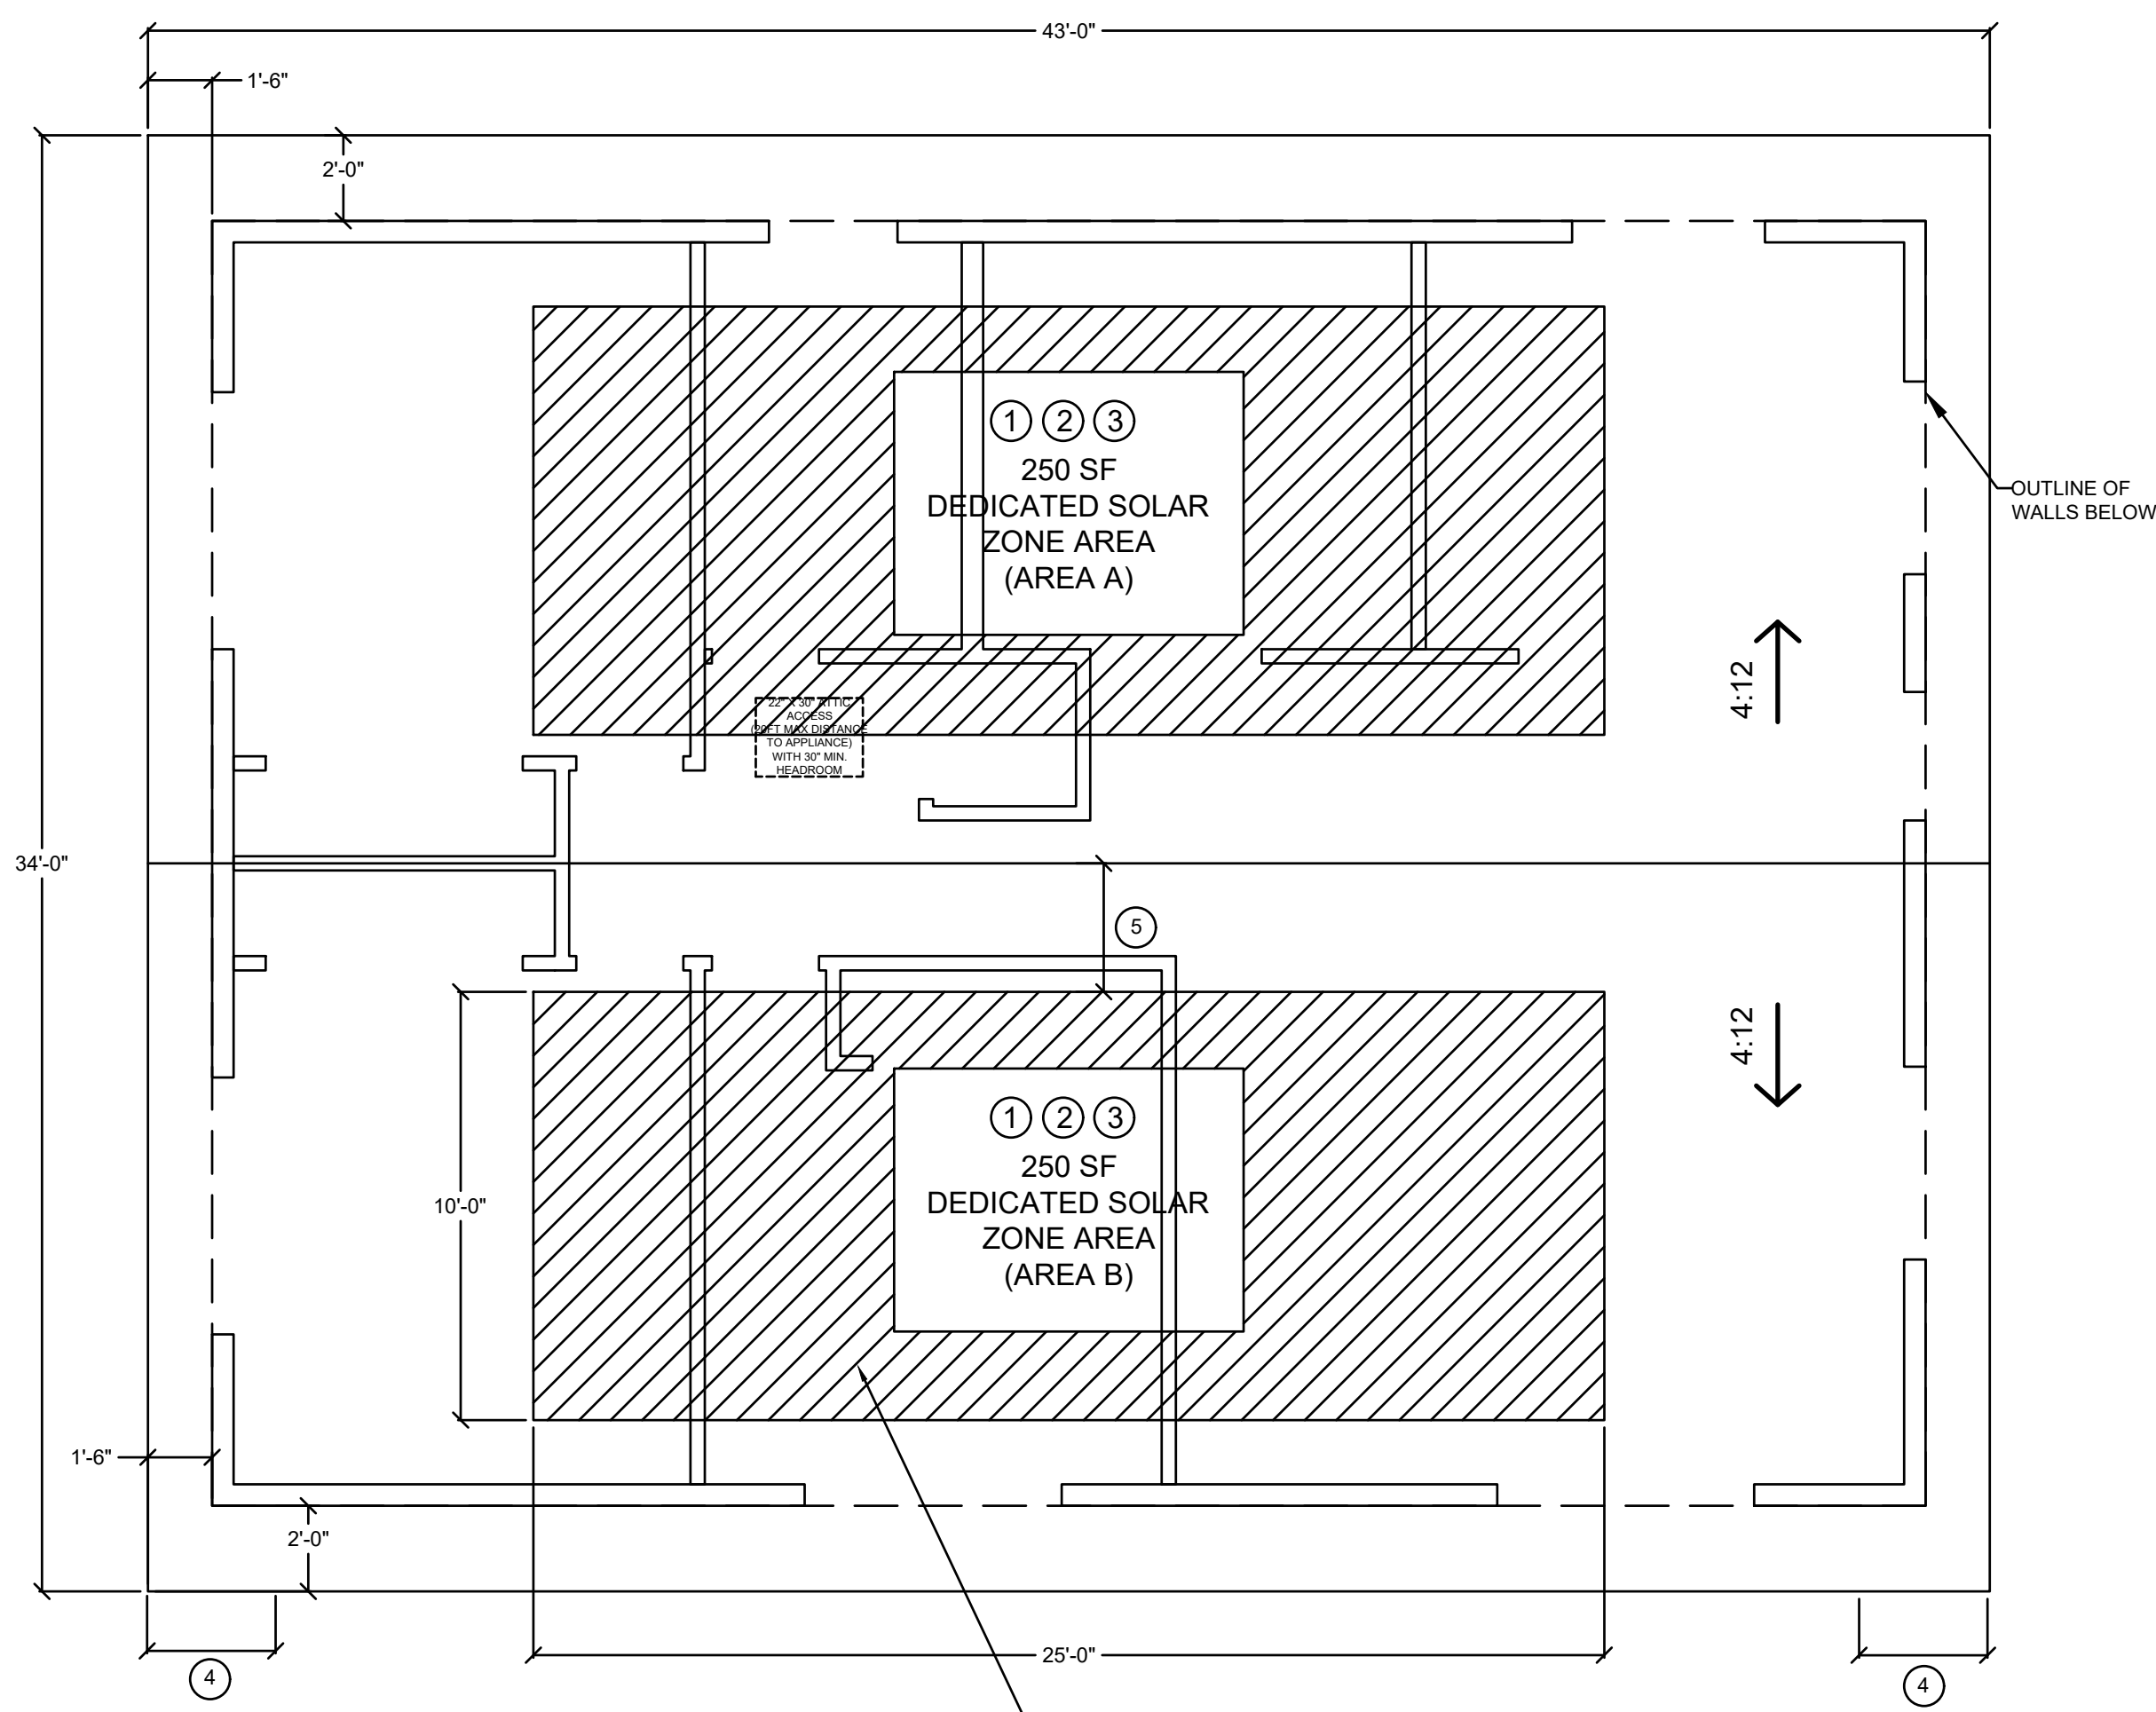 43'-0"
1'-6"
2'-0"
1 2 3
250 SF
DEDICATED SOLAR
ZONE AREA
(AREA A)
OUTLINE OF
WALLS BELOW
4:12
22" X 30" ATTIC
ACCESS
(20FT MAX DISTANCE
TO APPLIANCE)
WITH 30" MIN.
HEADROOM
34'-0"
5
4:12
1 2 3
250 SF
DEDICATED SOLAR
ZONE AREA
(AREA B)
10'-0"
1'-6"
2'-0"
25'-0"
4
4